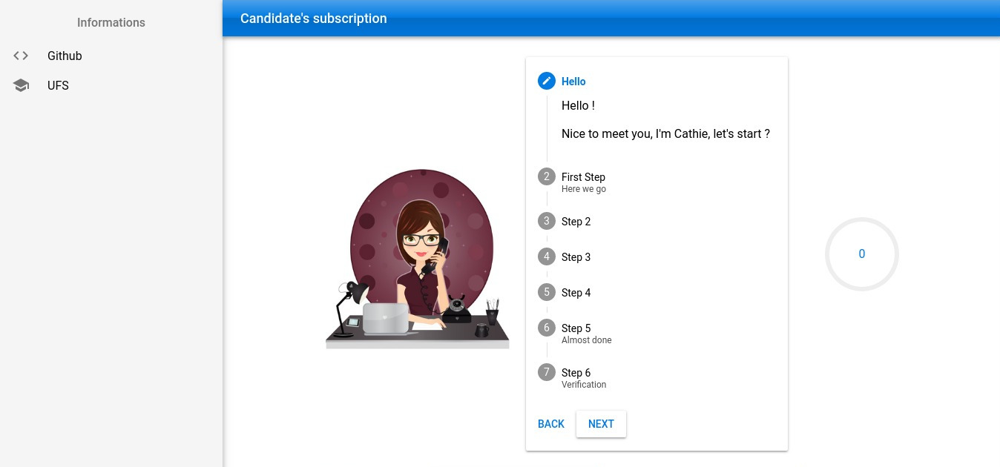 Informations
Github
UFS
Candidate's subscription
Hello
Hello !
Nice to meet you, I'm Cathie, let's start ?
2 First Step
Here we go
3 Step 2
4 Step 3
5 Step 4
6 Step 5
Almost done
7 Step 6
Verification
BACK NEXT
0